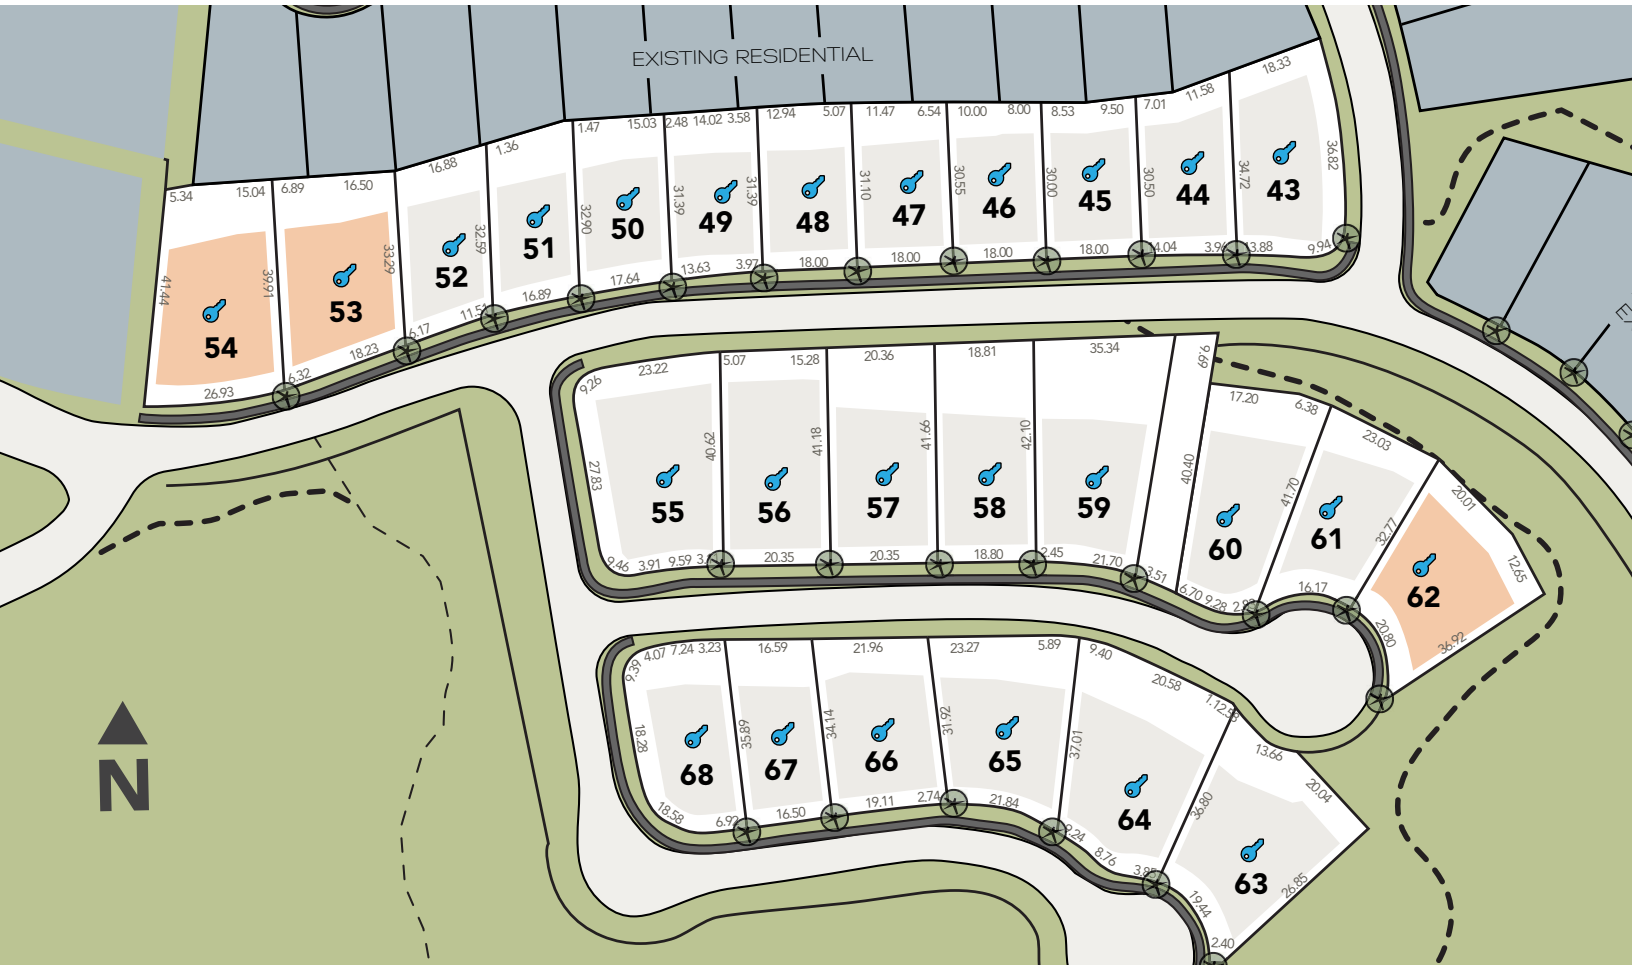 EXISTING RESIDENTIAL
5.34 15.04 6.89 16.50 16.88 1.36 1.47 15.03 2.48 14.02 3.58 12.94 5.07 11.47 6.54 10.00 8.00 8.53 9.50 7.01 11.58 18.33
41.44 39.91 33.29 32.59 32.90 31.39 31.39 31.10 30.55 30.00 30.50 34.72 36.82
54 53 52 51 50 49 48 47 46 45 44 43
26.93 6.32 18.23 6.17 16.89 17.64 13.63 3.97 18.00 18.00 18.00 18.00 14.04 3.96 13.88 9.94
9.26 23.22 5.07 15.28 20.36 18.81 35.34 9.69 17.20 6.38 23.03 20.01 12.65
27.83 40.62 41.18 41.66 42.10 40.40 41.70 32.77
55 56 57 58 59 60 61 62
9.46 3.91 9.59 20.35 20.35 18.80 2.45 21.70 3.51 6.70 9.28 16.17 20.80 36.92
9.39 4.07 7.24 3.23 16.59 21.96 23.27 5.89 9.40 20.58 13.66 20.04
18.28 35.89 34.14 31.92 37.01 36.80
68 67 66 65 64 63
18.58 6.92 16.50 19.11 2.74 21.84 9.24 8.76 19.44 26.85
2.40
N